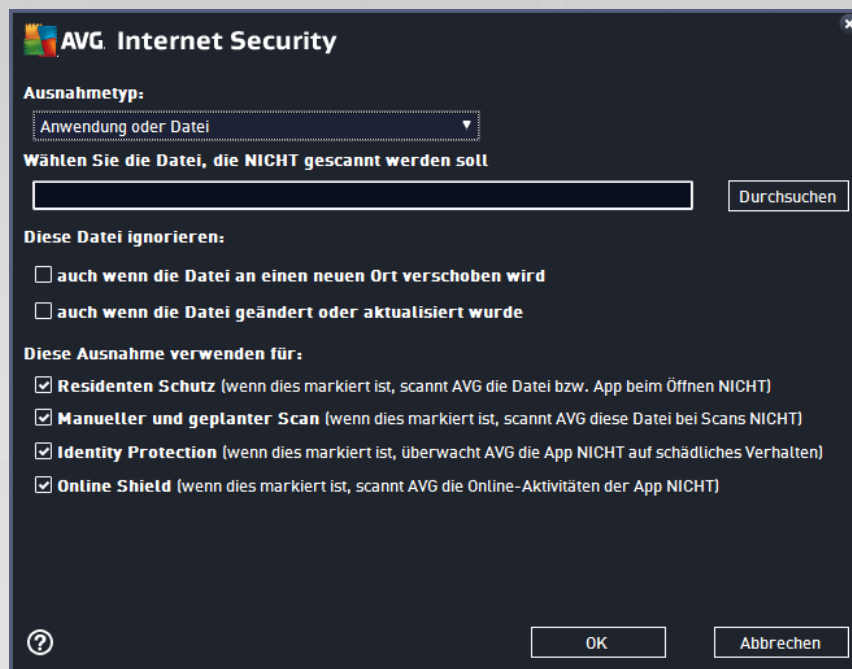 AVG. Internet Security
Ausnahmetyp:
Anwendung oder Datei
Wählen Sie die Datei, die NICHT gescannt werden soll
Durchsuchen
Diese Datei ignorieren:
auch wenn die Datei an einen neuen Ort verschoben wird
auch wenn die Datei geändert oder aktualisiert wurde
Diese Ausnahme verwenden für:
Residenten Schutz (wenn dies markiert ist, scannt AVG die Datei bzw. App beim Öffnen NICHT)
Manueller und geplanter Scan (wenn dies markiert ist, scannt AVG diese Datei bei Scans NICHT)
Identity Protection (wenn dies markiert ist, überwacht AVG die App NICHT auf schädliches Verhalten)
Online Shield (wenn dies markiert ist, scannt AVG die Online-Aktivitäten der App NICHT)
?
OK
Abbrechen